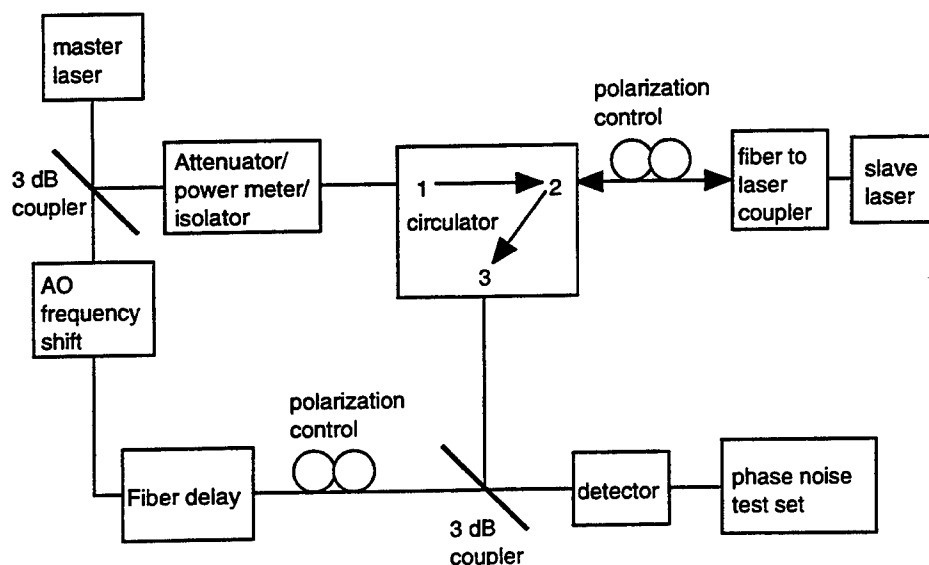 master
laser
3 dB
coupler
Attenuator/
power meter/
isolator
1
2
circulator
3
polarization
control
fiber to
laser
coupler
slave
laser
AO
frequency
shift
Fiber delay
polarization
control
3 dB
coupler
detector
phase noise
test set